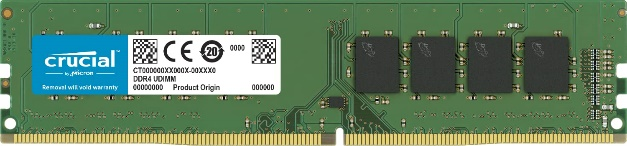 crucial
by Micron
Removal will void warranty
CE
20
0000
CT000000XX000X-00XXX0
DDR4 UDIMM
00000000 Product Origin 000000